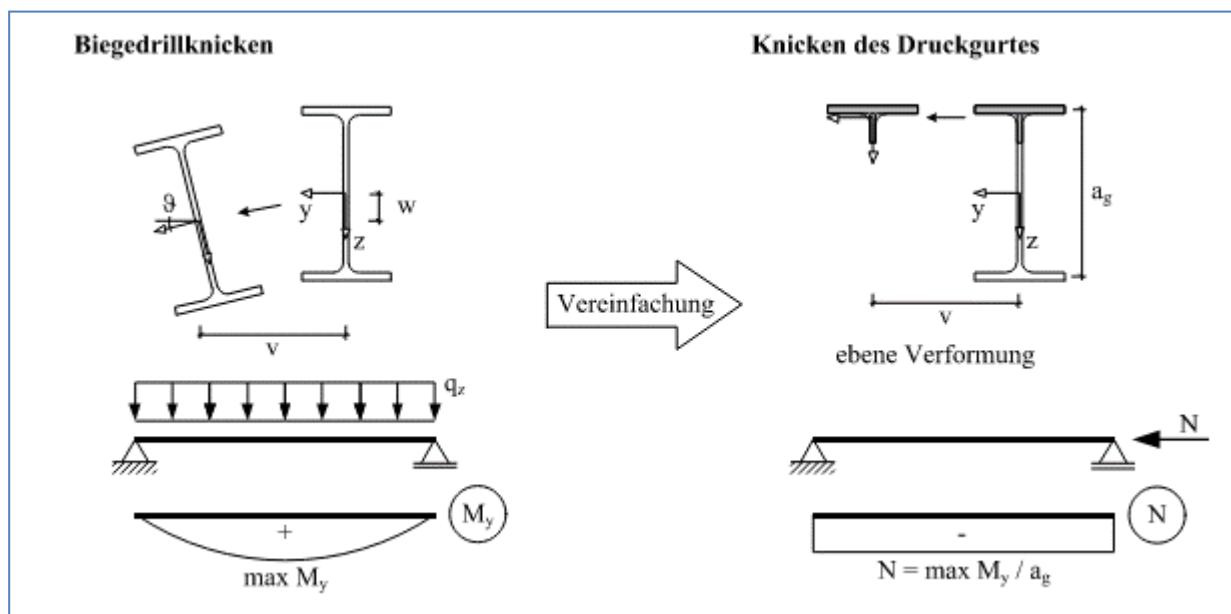 Biegedrillknicken
ϑ
y
w
z
v
q_z
M_y
+
max M_y
Vereinfachung
Knicken des Druckgurtes
a_g
y
z
v
ebene Verformung
N
N
-
N = max M_y / a_g